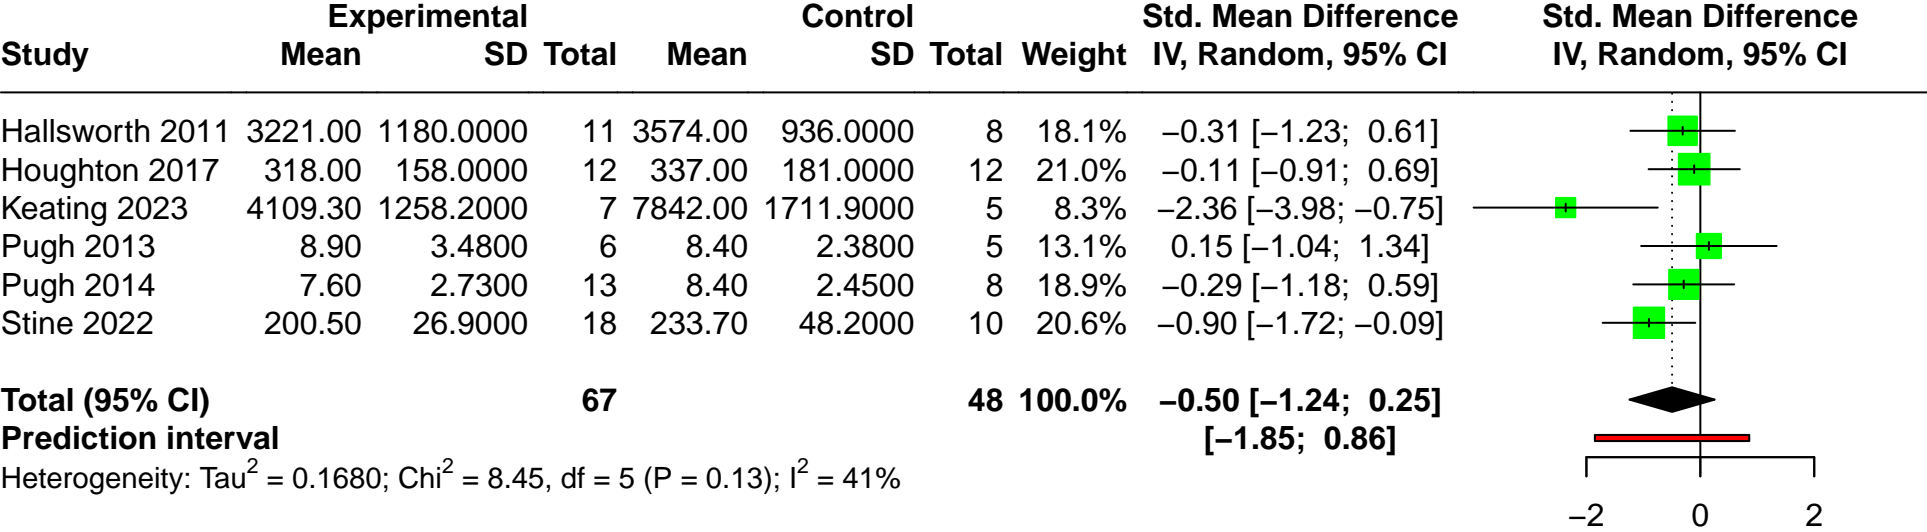 Experimental Control Std. Mean Difference Std. Mean Difference
Study Mean SD Total Mean SD Total Weight IV, Random, 95% CI IV, Random, 95% CI
Hallsworth 2011 3221.00 1180.0000 11 3574.00 936.0000 8 18.1% −0.31 [−1.23; 0.61]
Houghton 2017 318.00 158.0000 12 337.00 181.0000 12 21.0% −0.11 [−0.91; 0.69]
Keating 2023 4109.30 1258.2000 7 7842.00 1711.9000 5 8.3% −2.36 [−3.98; −0.75]
Pugh 2013 8.90 3.4800 6 8.40 2.3800 5 13.1% 0.15 [−1.04; 1.34]
Pugh 2014 7.60 2.7300 13 8.40 2.4500 8 18.9% −0.29 [−1.18; 0.59]
Stine 2022 200.50 26.9000 18 233.70 48.2000 10 20.6% −0.90 [−1.72; −0.09]
Total (95% CI) 67 48 100.0% −0.50 [−1.24; 0.25]
Prediction interval [−1.85; 0.86]
Heterogeneity: Tau² = 0.1680; Chi² = 8.45, df = 5 (P = 0.13); I² = 41%
−2 0 2